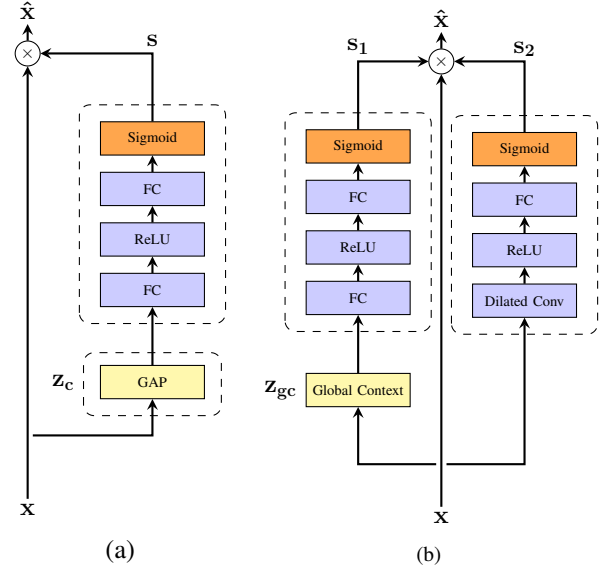 x̂
×
s
Sigmoid
FC
ReLU
FC
z_c
GAP
x
(a)
x̂
×
s_1
s_2
Sigmoid
FC
ReLU
FC
Sigmoid
FC
ReLU
Dilated Conv
z_gc
Global Context
x
(b)